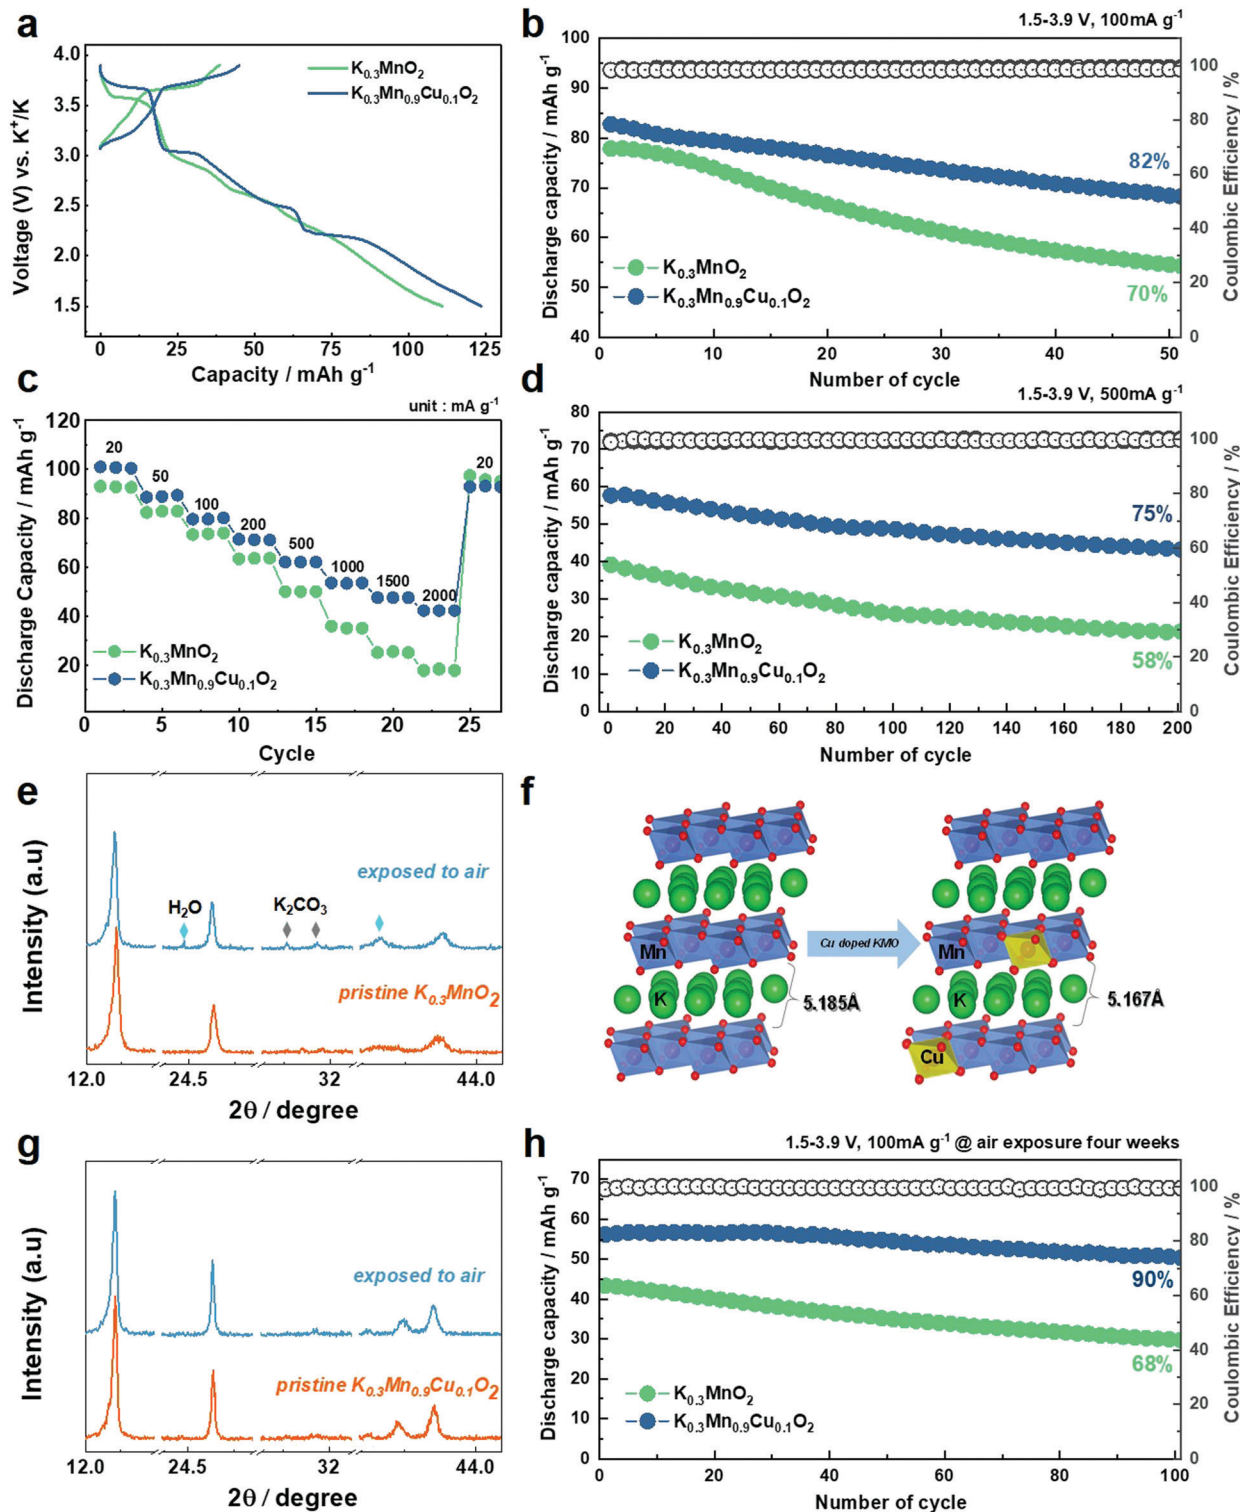 a
4.0
3.5
3.0
2.5
2.0
1.5
Voltage (V) vs. K⁺/K
K₀.₃MnO₂
K₀.₃Mn₀.₉Cu₀.₁O₂
0 25 50 75 100 125
Capacity / mAh g⁻¹
b
1.5-3.9 V, 100mA g⁻¹
100
90
80
70
60
50
40
Discharge capacity / mAh g⁻¹
82%
70%
K₀.₃MnO₂
K₀.₃Mn₀.₉Cu₀.₁O₂
100
80
60
40
20
0
Coulombic Efficiency / %
0 10 20 30 40 50
Number of cycle
c
unit : mA g⁻¹
120
100
80
60
40
20
Discharge Capacity / mAh g⁻¹
20
50
100
200
500
1000
1500
2000
20
K₀.₃MnO₂
K₀.₃Mn₀.₉Cu₀.₁O₂
0 5 10 15 20 25
Cycle
d
1.5-3.9 V, 500mA g⁻¹
80
70
60
50
40
30
20
10
0
Discharge capacity / mAh g⁻¹
75%
58%
K₀.₃MnO₂
K₀.₃Mn₀.₉Cu₀.₁O₂
100
80
60
40
20
0
Coulombic Efficiency / %
0 20 40 60 80 100 120 140 160 180 200
Number of cycle
e
Intensity (a.u)
exposed to air
H₂O
K₂CO₃
pristine K₀.₃MnO₂
12.0 24.5 32 44.0
2θ / degree
f
Mn
K
5.185Å
Cu doped KMO
Mn
K
Cu
5.167Å
g
Intensity (a.u)
exposed to air
pristine K₀.₃Mn₀.₉Cu₀.₁O₂
12.0 24.5 32 44.0
2θ / degree
h
1.5-3.9 V, 100mA g⁻¹ @ air exposure four weeks
70
60
50
40
30
20
10
0
Discharge capacity / mAh g⁻¹
90%
68%
K₀.₃MnO₂
K₀.₃Mn₀.₉Cu₀.₁O₂
100
80
60
40
20
0
Coulombic Efficiency / %
0 20 40 60 80 100
Number of cycle